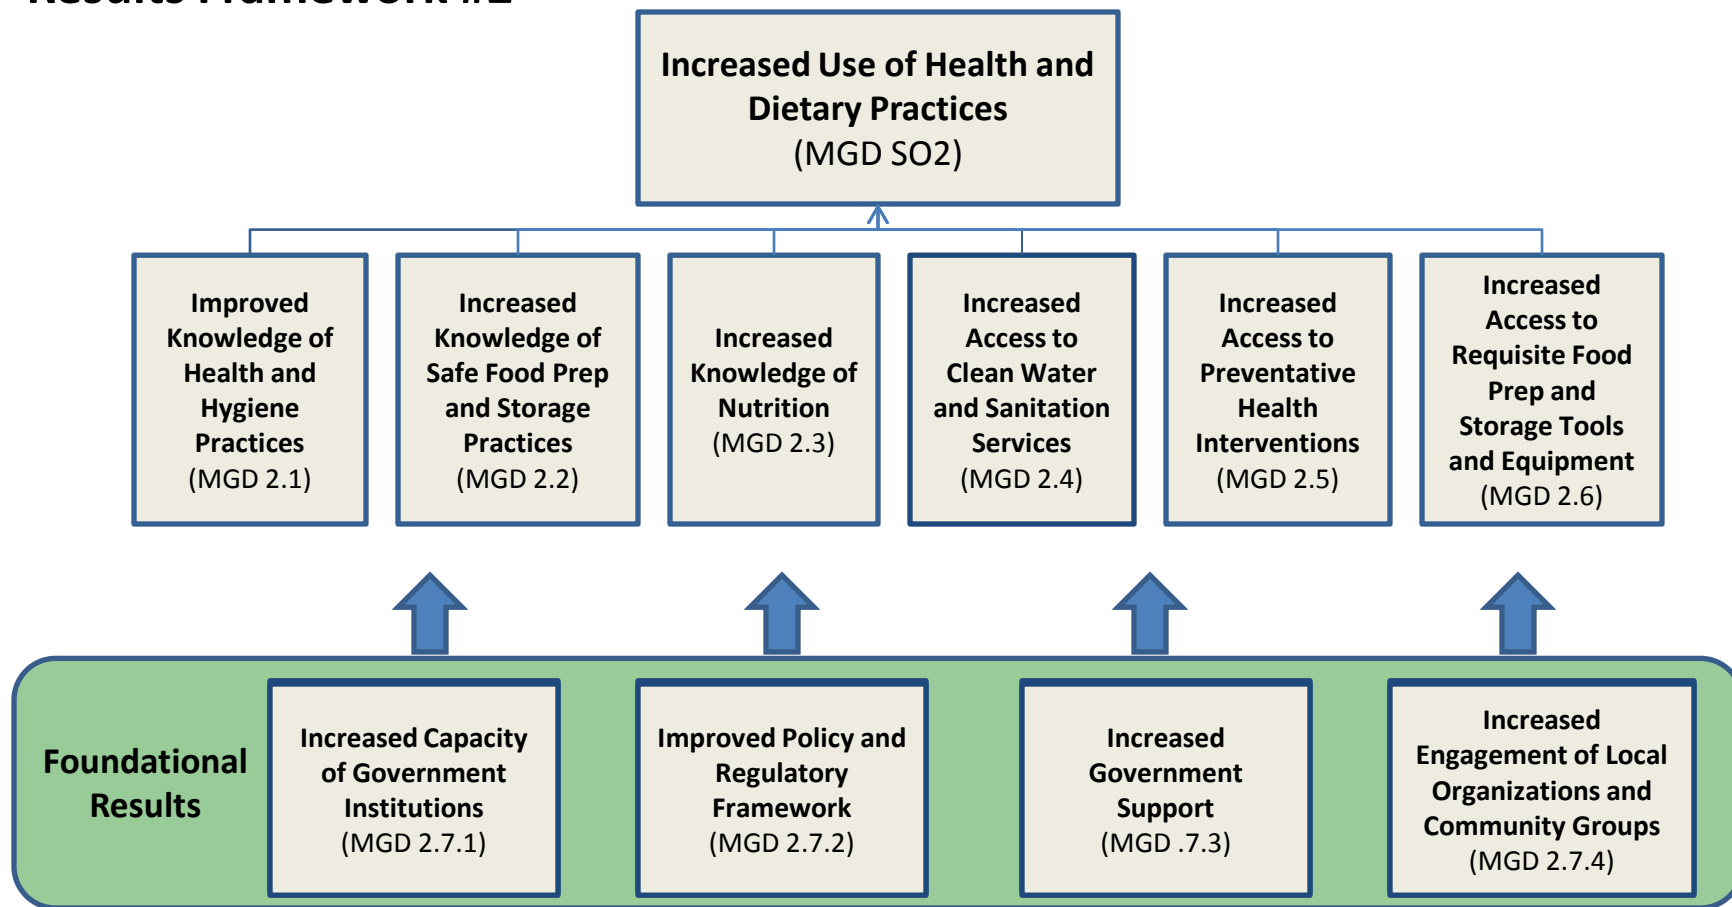 Results Framework #2
Increased Use of Health and
Dietary Practices
(MGD SO2)
Improved
Knowledge of
Health and
Hygiene
Practices
(MGD 2.1)
Increased
Knowledge of
Safe Food Prep
and Storage
Practices
(MGD 2.2)
Increased
Knowledge of
Nutrition
(MGD 2.3)
Increased
Access to
Clean Water
and Sanitation
Services
(MGD 2.4)
Increased
Access to
Preventative
Health
Interventions
(MGD 2.5)
Increased
Access to
Requisite Food
Prep and
Storage Tools
and Equipment
(MGD 2.6)
Foundational
Results
Increased Capacity
of Government
Institutions
(MGD 2.7.1)
Improved Policy and
Regulatory
Framework
(MGD 2.7.2)
Increased
Government
Support
(MGD .7.3)
Increased
Engagement of Local
Organizations and
Community Groups
(MGD 2.7.4)